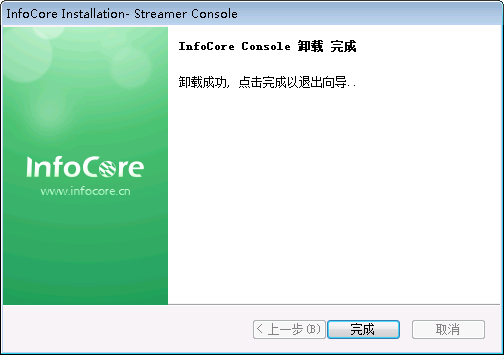 InfoCore Installation- Streamer Console
InfoCore Console 卸载 完成
卸载成功, 点击完成以退出向导..
InfoCore
www.infocore.cn
< 上一步(B)
完成
取消